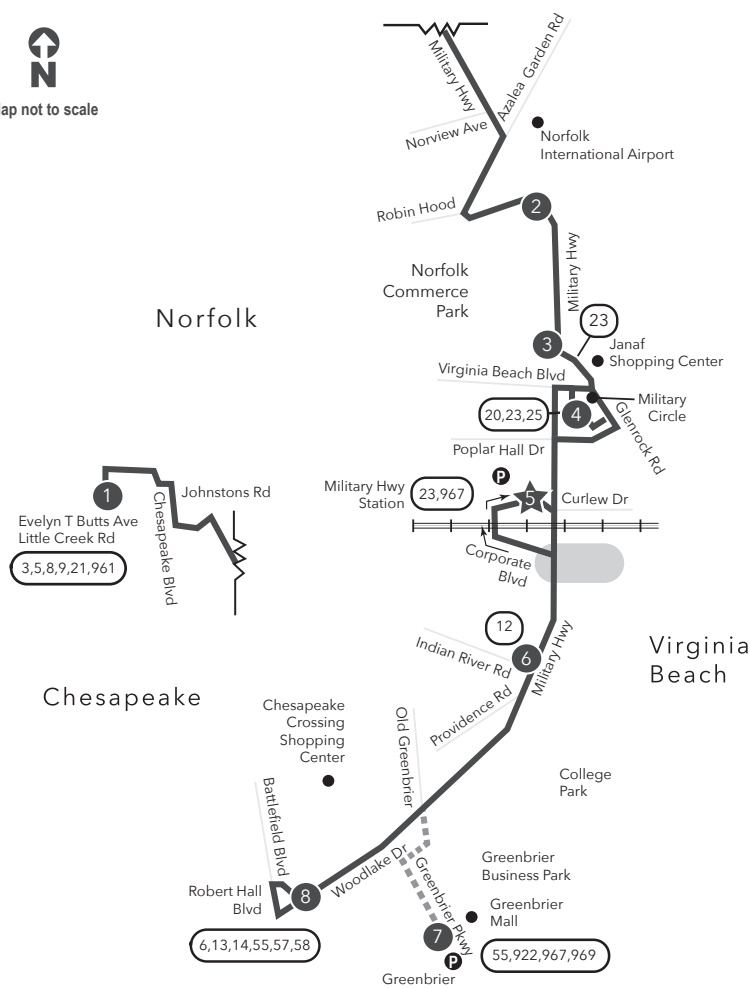 N
Map not to scale
Military Hwy
Azalea Garden Rd
Norview Ave
Norfolk
International Airport
Robin Hood
2
Military Hwy
Norfolk
Commerce
Park
Norfolk
23
3
Janaf
Shopping Center
Virginia Beach Blvd
Military
Circle
20,23,25
4
Glenrock Rd
Poplar Hall Dr
P
Military Hwy
Station
23,967
5
Curlew Dr
Corporate
Blvd
1
Johnstons Rd
Evelyn T Butts Ave
Little Creek Rd
Chesapeake Blvd
3,5,8,9,21,961
12
6
Military Hwy
Indian River Rd
Virginia
Beach
Providence Rd
Chesapeake
Chesapeake
Crossing
Shopping
Center
Old Greenbrier
College
Park
Battlefield Blvd
Woodlake Dr
Greenbrier Pkwy
Greenbrier
Business Park
Robert Hall
Blvd
8
Greenbrier
Mall
6,13,14,55,57,58
7
P
55,922,967,969
Greenbrier